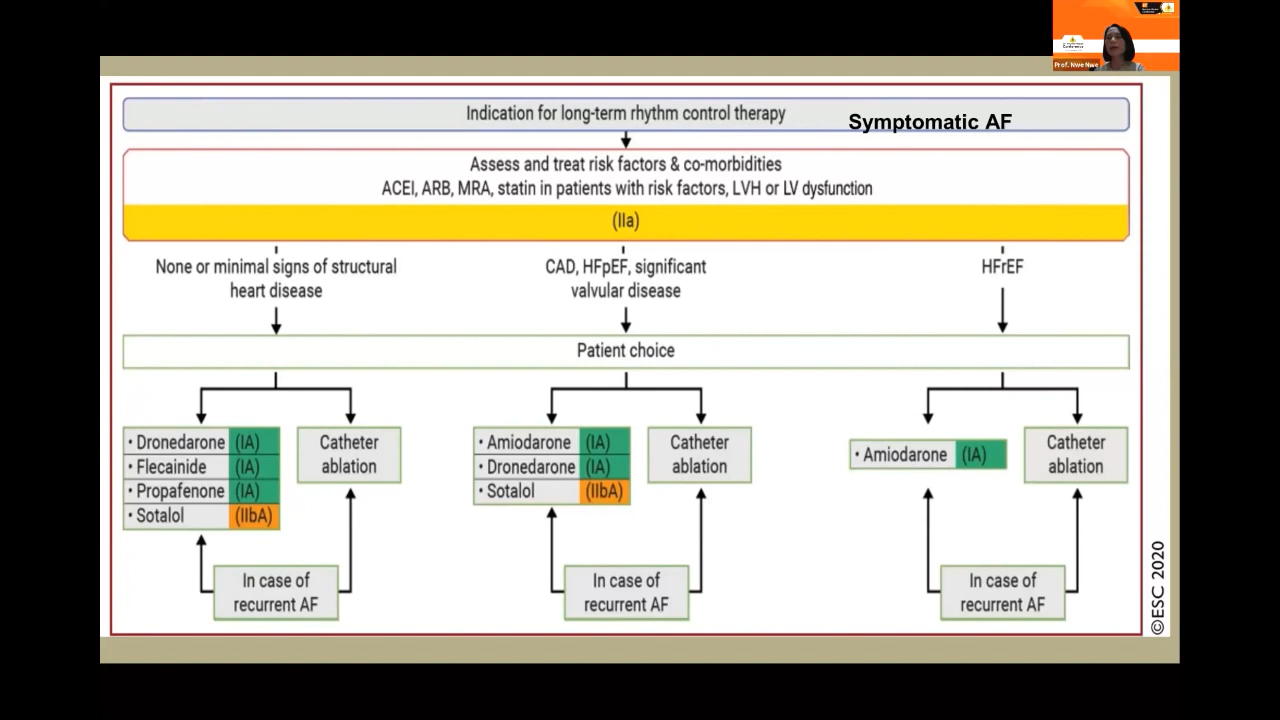 Prof. Nwe Nwe
Indication for long-term rhythm control therapy
Symptomatic AF
Assess and treat risk factors & co-morbidities
ACEI, ARB, MRA, statin in patients with risk factors, LVH or LV dysfunction
(IIa)
None or minimal signs of structural
heart disease
CAD, HFpEF, significant
valvular disease
HFrEF
Patient choice
• Dronedarone (IA)
• Flecainide (IA)
• Propafenone (IA)
• Sotalol (IIbA)
Catheter
ablation
• Amiodarone (IA)
• Dronedarone (IA)
• Sotalol (IIbA)
Catheter
ablation
• Amiodarone (IA)
Catheter
ablation
In case of
recurrent AF
In case of
recurrent AF
In case of
recurrent AF
©ESC 2020